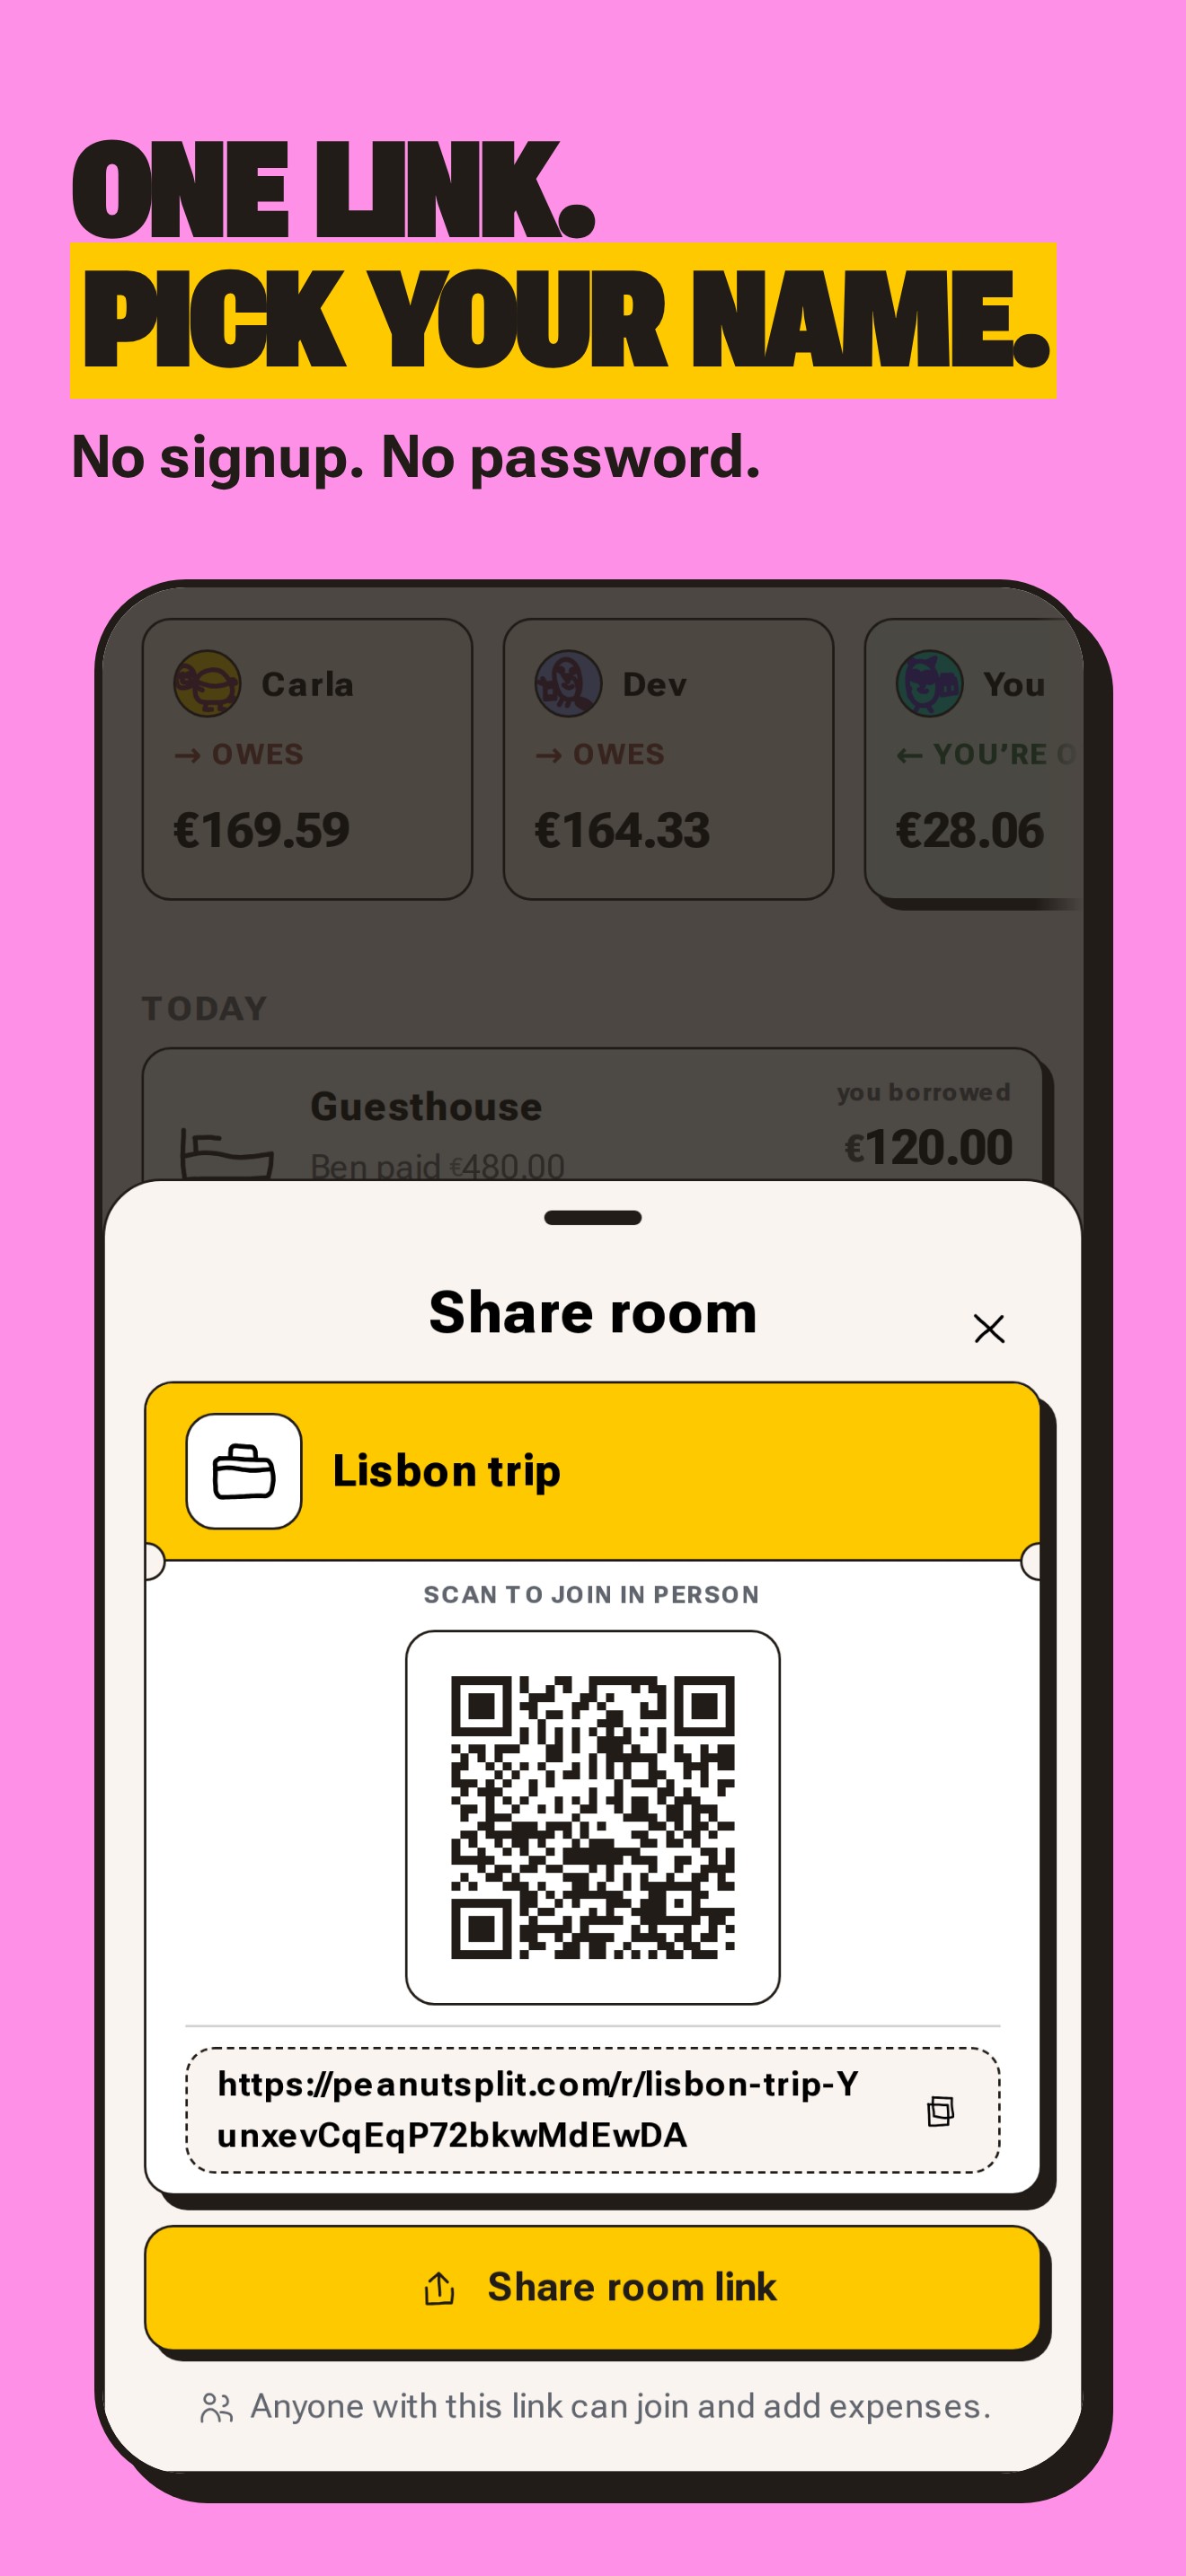 ONE LINK.
PICK YOUR NAME.
No signup. No password.
Carla
→ OWES
€169.59
Dev
→ OWES
€164.33
You
← YOU'RE O
€28.06
TODAY
Guesthouse
Ben paid €480.00
you borrowed
€120.00
Share room
Lisbon trip
SCAN TO JOIN IN PERSON
https://peanutsplit.com/r/lisbon-trip-Y
unxevCqEqP72bkwMdEwDA
Share room link
Anyone with this link can join and add expenses.